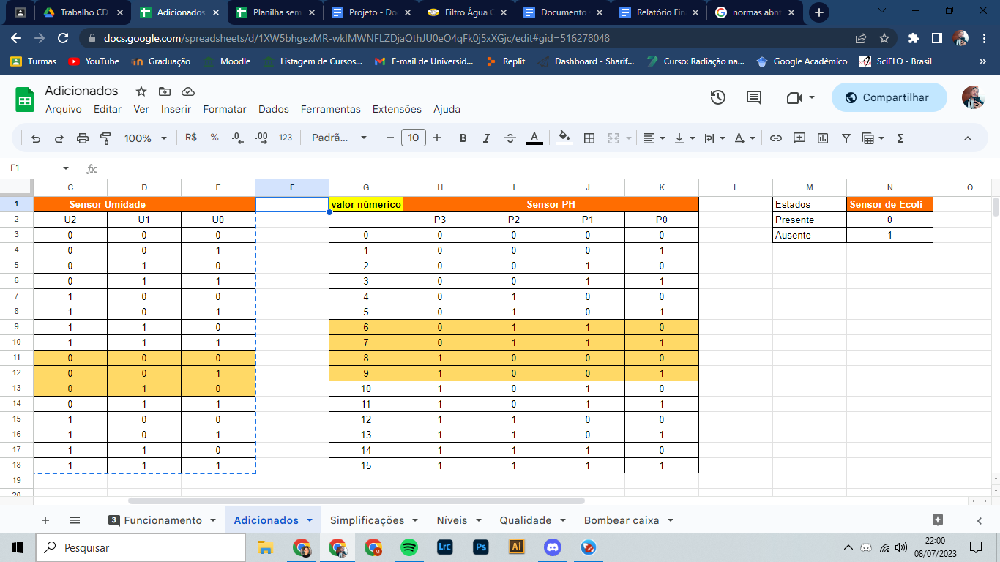 Trabalho CD
Adicionados
Planilha sem
Projeto - Do
Filtro Água C
Documento
Relatório Fin
normas abnt
docs.google.com/spreadsheets/d/1XW5bhgexMR-wkIMWNFLZDjaQthJU0eO4qFk0j5xXGjc/edit#gid=516278048
Turmas YouTube Graduação Moodle Listagem de Cursos... E-mail de Universid... Replit Dashboard - Sharif... Curso: Radiação na... Google Acadêmico SciELO - Brasil »
Adicionados
Arquivo Editar Ver Inserir Formatar Dados Ferramentas Extensões Ajuda
Compartilhar
100% R$ % .0 .00 123 Padrã... 10 B I A
F1 fx
C D E F G H I J K L M N O
1 Sensor Umidade valor númerico Sensor PH Estados Sensor de Ecoli
2 U2 U1 U0 P3 P2 P1 P0 Presente 0
3 0 0 0 0 0 0 0 0 Ausente 1
4 0 0 1 1 0 0 0 1
5 0 1 0 2 0 0 1 0
6 0 1 1 3 0 0 1 1
7 1 0 0 4 0 1 0 0
8 1 0 1 5 0 1 0 1
9 1 1 0 6 0 1 1 0
10 1 1 1 7 0 1 1 1
11 0 0 0 8 1 0 0 0
12 0 0 1 9 1 0 0 1
13 0 1 0 10 1 0 1 0
14 0 1 1 11 1 0 1 1
15 1 0 0 12 1 1 0 0
16 1 0 1 13 1 1 0 1
17 1 1 0 14 1 1 1 0
18 1 1 1 15 1 1 1 1
19
20
3 Funcionamento Adicionados Simplificações Níveis Qualidade Bombear caixa
Pesquisar
LrC Ps Ai
22:00
08/07/2023